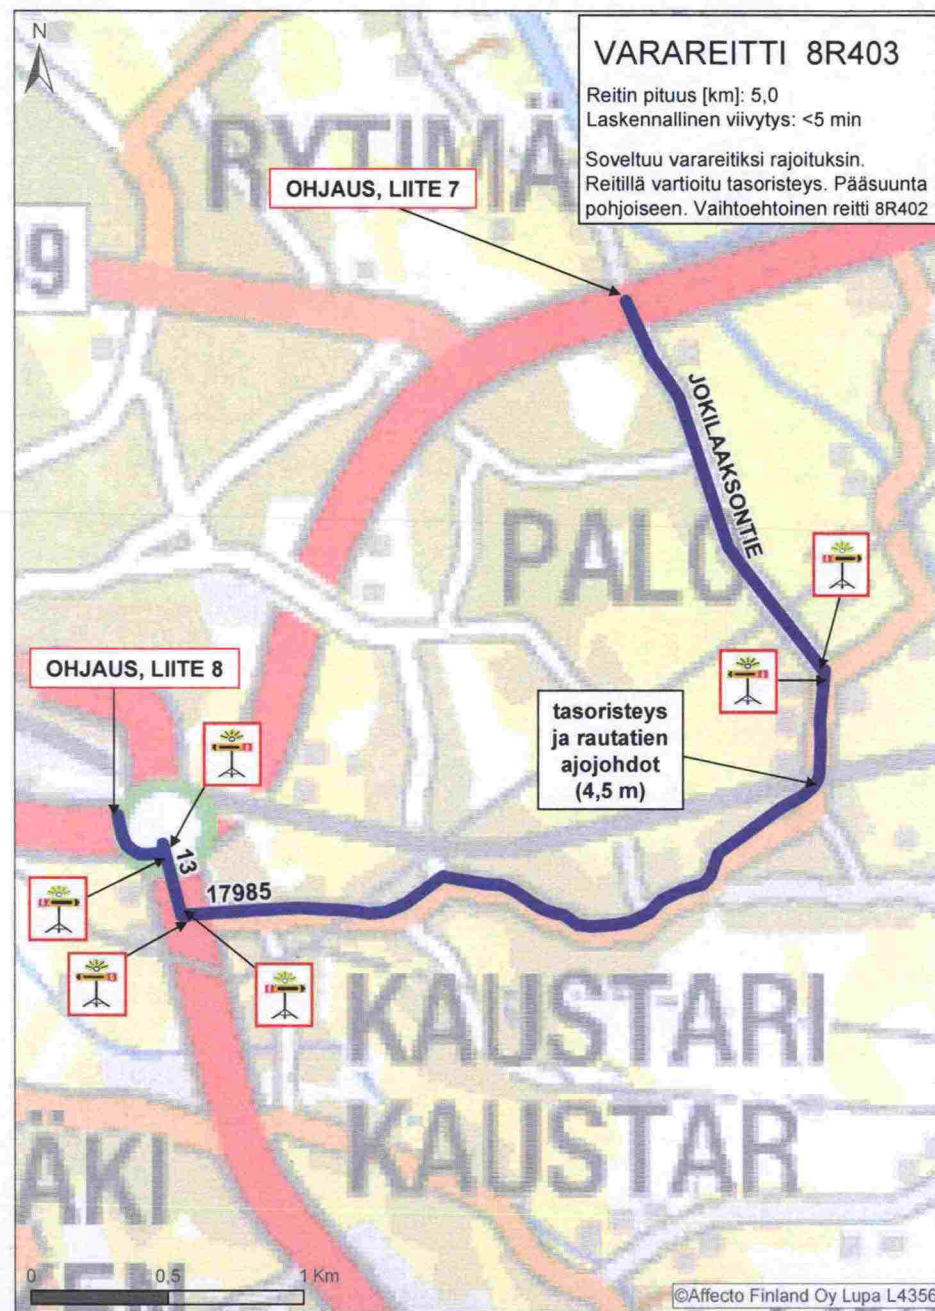 N
VARAREITTI 8R403
Reitin pituus [km]: 5,0
Laskennallinen viivytys: <5 min
Soveltuu varareitiksi rajoituksin.
Reitillä vartioitu tasoristeys. Pääsuunta
pohjoiseen. Vaihtoehtoinen reitti 8R402
RYTIMÄ
OHJAUS, LIITE 7
JOKILAAKSONTIE
PALO
OHJAUS, LIITE 8
tasoristeys
ja rautatien
ajojohdot
(4,5 m)
13
17985
KAUSTARI
KAUSTAR
ÄKI
0 0,5 1 Km
©Affecto Finland Oy Lupa L4356